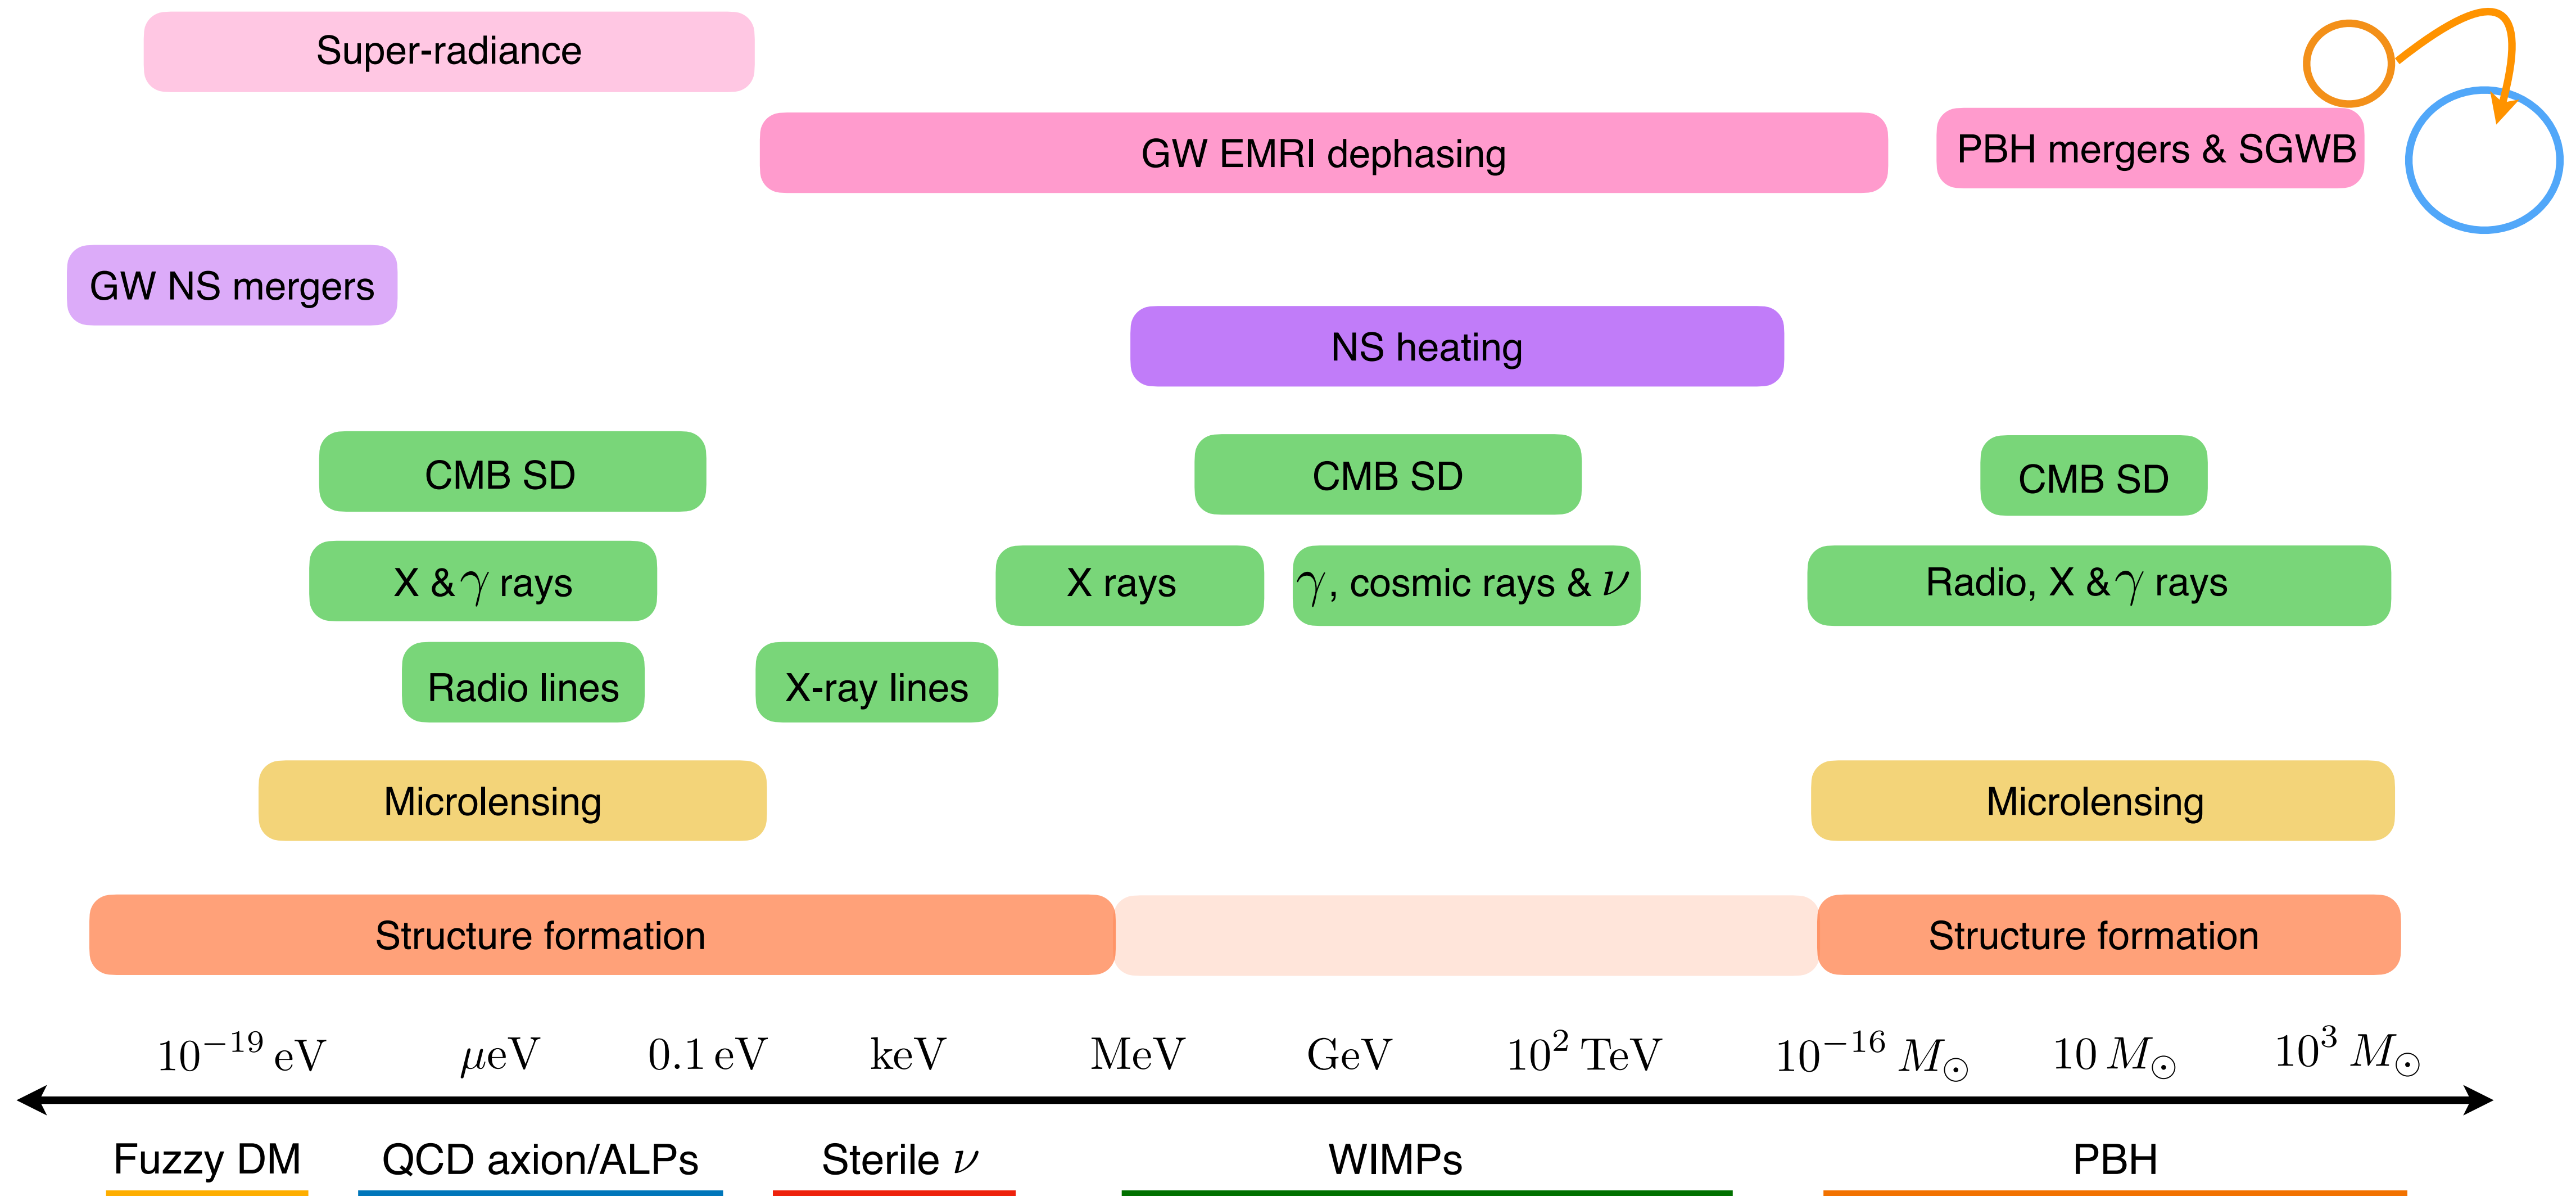 Super-radiance
GW EMRI dephasing
PBH mergers & SGWB
GW NS mergers
NS heating
CMB SD
CMB SD
CMB SD
X & γ rays
X rays
γ, cosmic rays & ν
Radio, X & γ rays
Radio lines
X-ray lines
Microlensing
Microlensing
Structure formation
Structure formation
10⁻¹⁹ eV
μeV
0.1 eV
keV
MeV
GeV
10² TeV
10⁻¹⁶ M☉
10 M☉
10³ M☉
Fuzzy DM
QCD axion/ALPs
Sterile ν
WIMPs
PBH